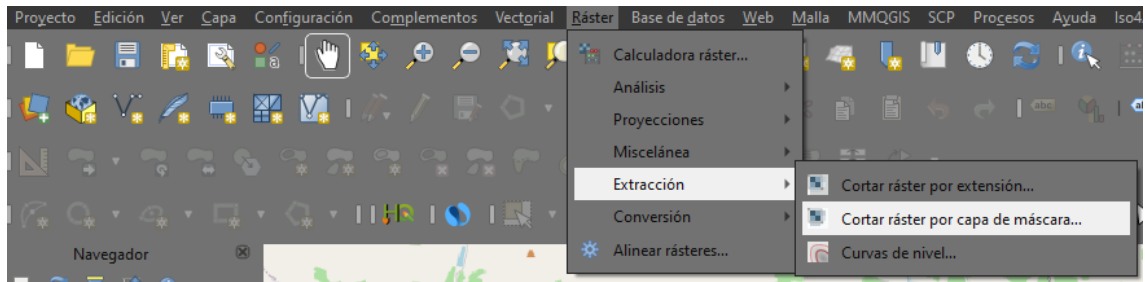 Proyecto Edición Ver Capa Configuración Complementos Vectorial Ráster Base de datos Web Malla MMQGIS SCP Procesos Ayuda Iso4
Calculadora ráster...
Análisis
Proyecciones
Miscelánea
Extracción
Cortar ráster por extensión...
Conversión
Cortar ráster por capa de máscara...
Alinear rásteres...
Curvas de nivel...
Navegador
a
abc